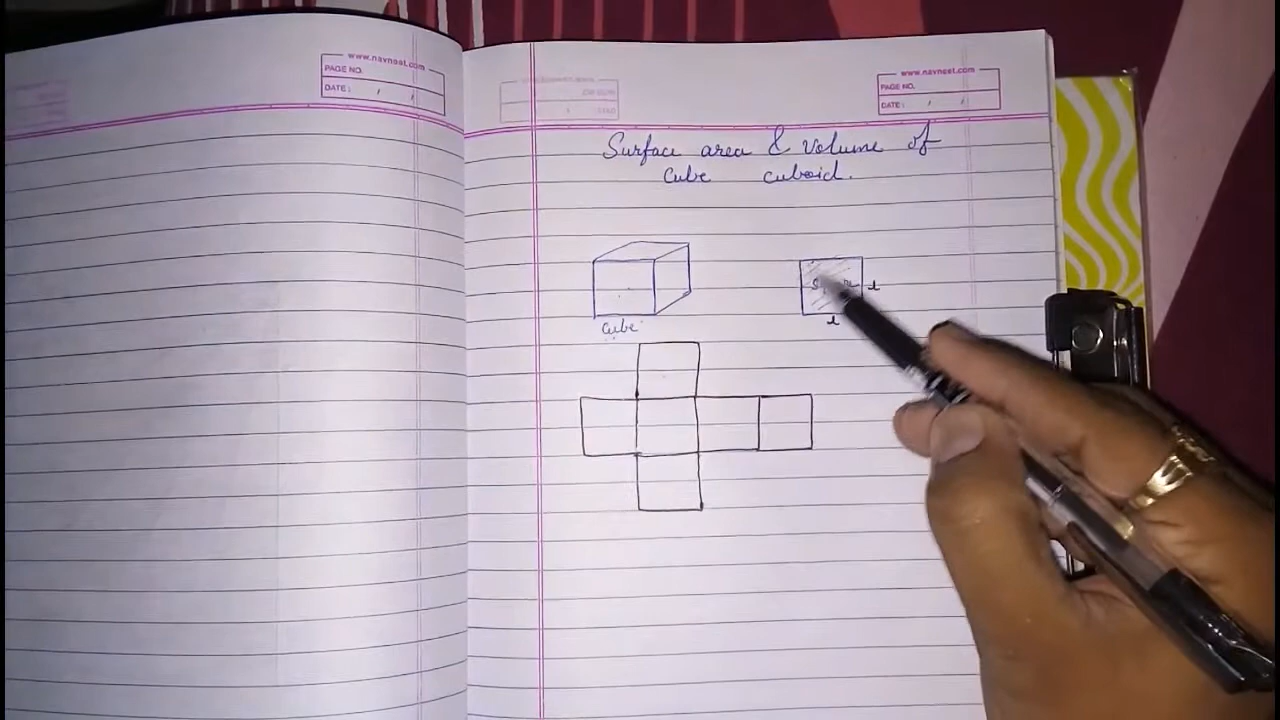 www.navneet.com
PAGE NO.
DATE : / /
www.navneet.com
PAGE NO.
DATE : / /
Surface area & Volume of
Cube cuboid.
l
Cube
l